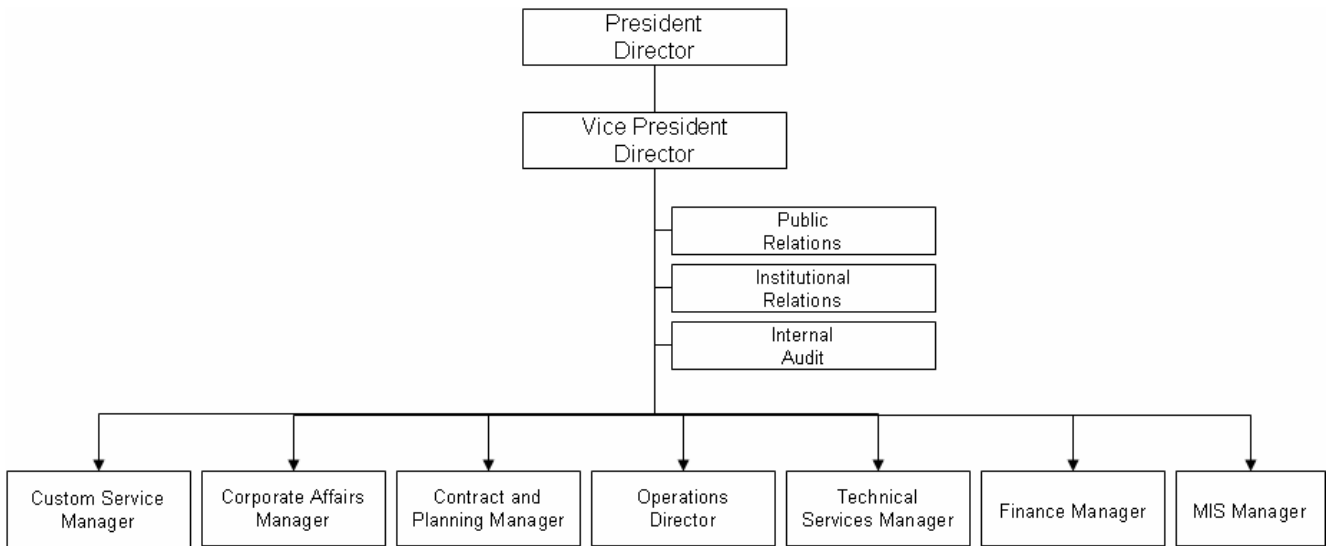 President
Director
Vice President
Director
Public
Relations
Institutional
Relations
Internal
Audit
Custom Service
Manager
Corporate Affairs
Manager
Contract and
Planning Manager
Operations
Director
Technical
Services Manager
Finance Manager
MIS Manager